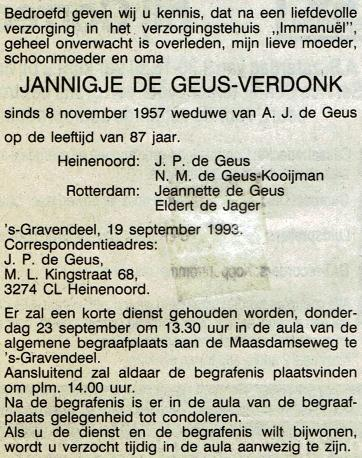 Bedroefd geven wij u kennis, dat na een liefdevolle
verzorging in het verzorgingstehuis ,,Immanuël",
geheel onverwacht is overleden, mijn lieve moeder,
schoonmoeder en oma
JANNIGJE DE GEUS-VERDONK
sinds 8 november 1957 weduwe van A. J. de Geus
op de leeftijd van 87 jaar.
Heinenoord: J. P. de Geus
N. M. de Geus-Kooijman
Rotterdam: Jeannette de Geus
Eldert de Jager
's-Gravendeel, 19 september 1993.
Correspondentieadres:
J. P. de Geus,
M. L. Kingstraat 68,
3274 CL Heinenoord.
Er zal een korte dienst gehouden worden, donder-
dag 23 september om 13.30 uur in de aula van de
algemene begraafplaats aan de Maasdamseweg te
's-Gravendeel.
Aansluitend zal aldaar de begrafenis plaatsvinden
om plm. 14.00 uur.
Na de begrafenis is er in de aula van de begraaf-
plaats gelegenheid tot condoleren.
Als u de dienst en de begrafenis wilt bijwonen,
wordt u verzocht tijdig in de aula aanwezig te zijn.